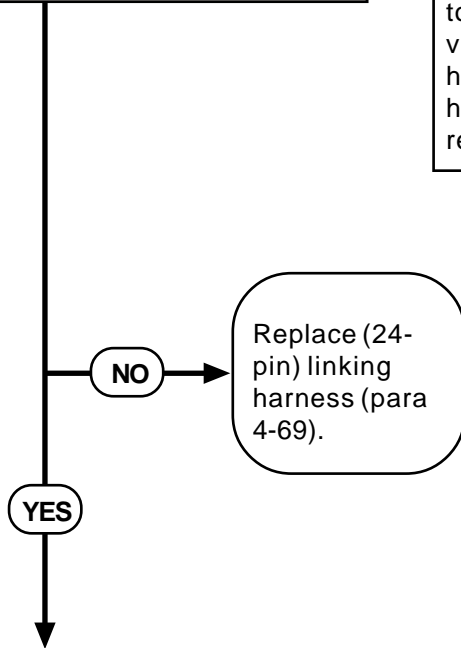 NO
Replace (24-
pin) linking
harness (para
4-69).
YES